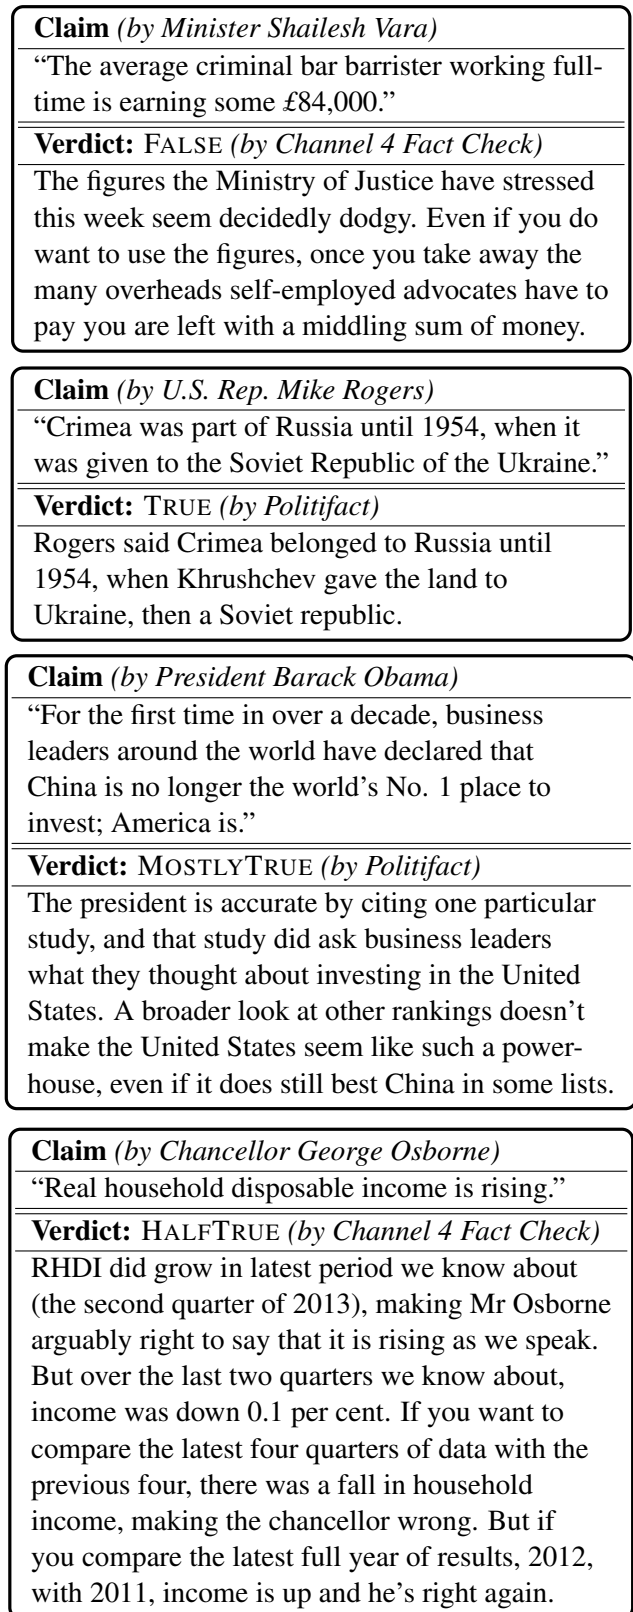 Claim (by Minister Shailesh Vara)
“The average criminal bar barrister working full-
time is earning some £84,000.”
Verdict: FALSE (by Channel 4 Fact Check)
The figures the Ministry of Justice have stressed
this week seem decidedly dodgy. Even if you do
want to use the figures, once you take away the
many overheads self-employed advocates have to
pay you are left with a middling sum of money.
Claim (by U.S. Rep. Mike Rogers)
“Crimea was part of Russia until 1954, when it
was given to the Soviet Republic of the Ukraine.”
Verdict: TRUE (by Politifact)
Rogers said Crimea belonged to Russia until
1954, when Khrushchev gave the land to
Ukraine, then a Soviet republic.
Claim (by President Barack Obama)
“For the first time in over a decade, business
leaders around the world have declared that
China is no longer the world’s No. 1 place to
invest; America is.”
Verdict: MOSTLYTRUE (by Politifact)
The president is accurate by citing one particular
study, and that study did ask business leaders
what they thought about investing in the United
States. A broader look at other rankings doesn’t
make the United States seem like such a power-
house, even if it does still best China in some lists.
Claim (by Chancellor George Osborne)
“Real household disposable income is rising.”
Verdict: HALFTRUE (by Channel 4 Fact Check)
RHDI did grow in latest period we know about
(the second quarter of 2013), making Mr Osborne
arguably right to say that it is rising as we speak.
But over the last two quarters we know about,
income was down 0.1 per cent. If you want to
compare the latest four quarters of data with the
previous four, there was a fall in household
income, making the chancellor wrong. But if
you compare the latest full year of results, 2012,
with 2011, income is up and he’s right again.